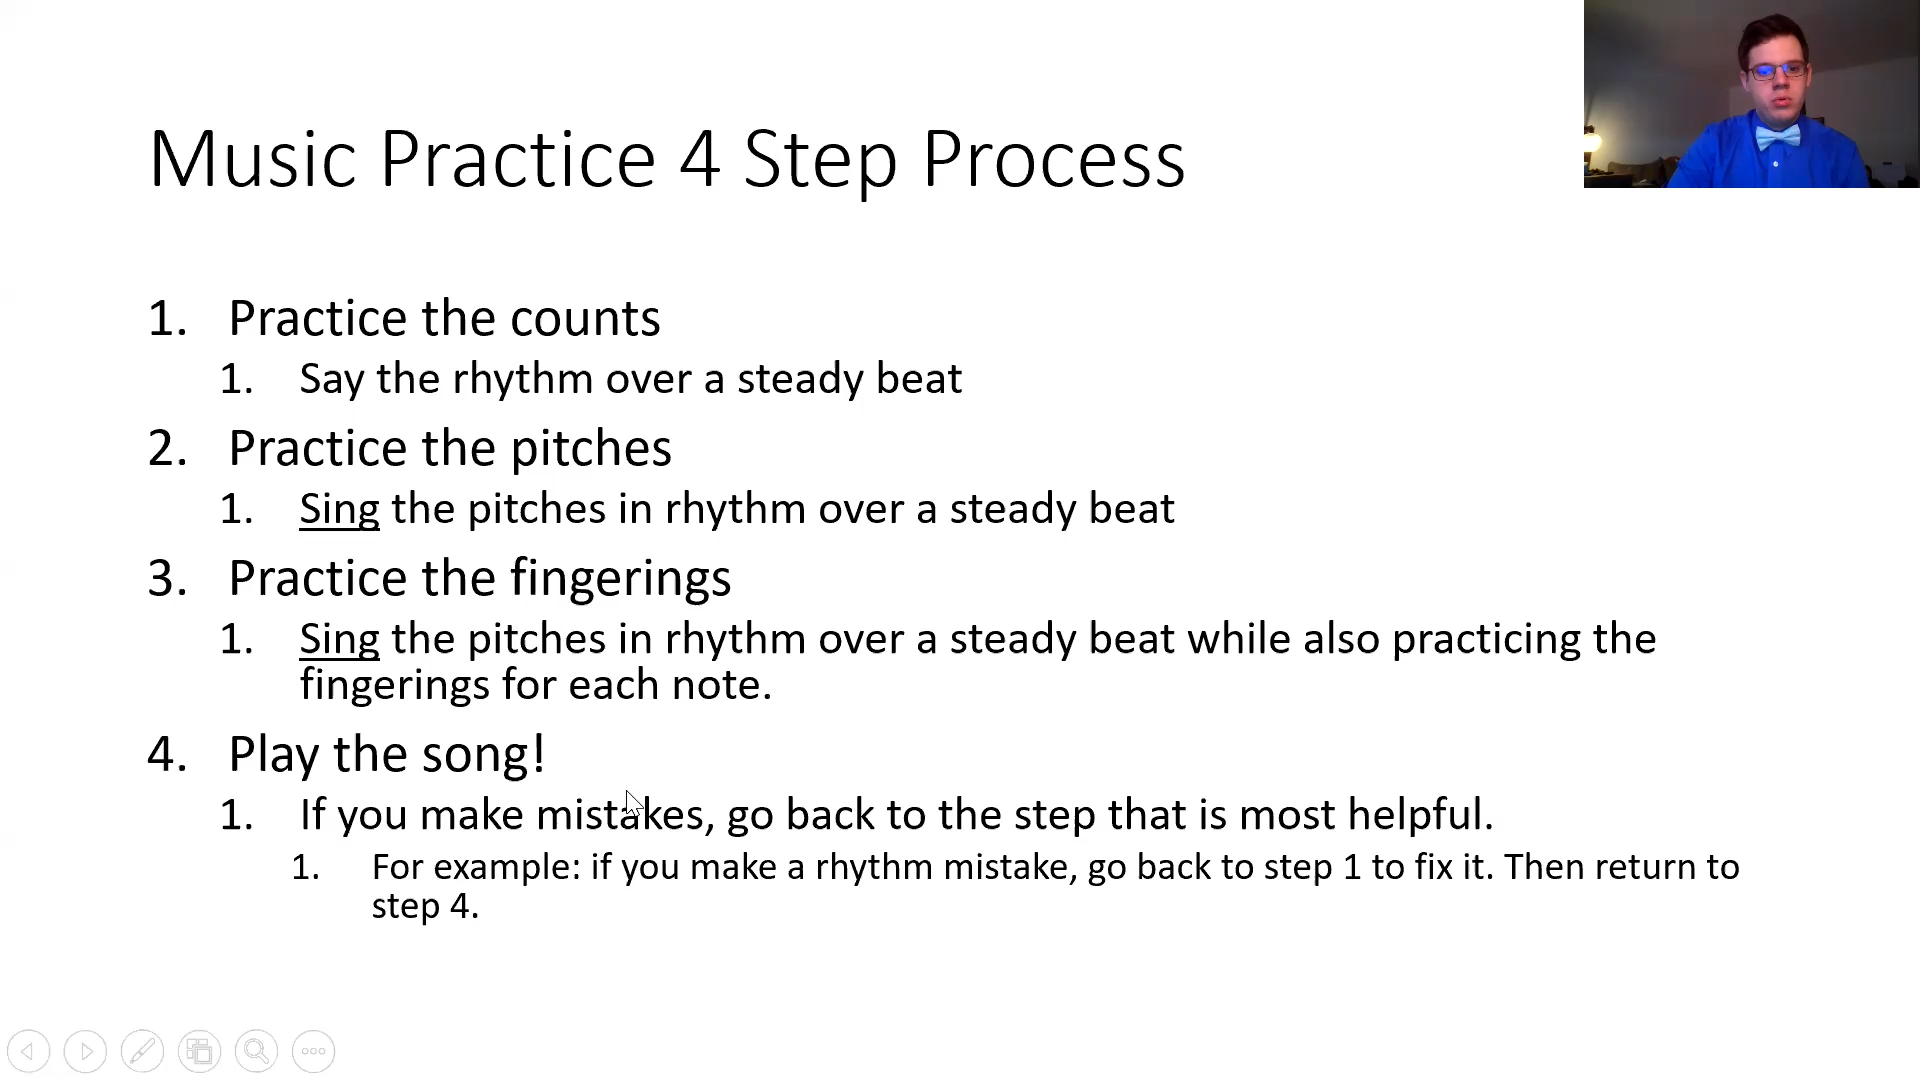 Music Practice 4 Step Process
1. Practice the counts
1. Say the rhythm over a steady beat
2. Practice the pitches
1. Sing the pitches in rhythm over a steady beat
3. Practice the fingerings
1. Sing the pitches in rhythm over a steady beat while also practicing the
fingerings for each note.
4. Play the song!
1. If you make mistakes, go back to the step that is most helpful.
1. For example: if you make a rhythm mistake, go back to step 1 to fix it. Then return to
step 4.